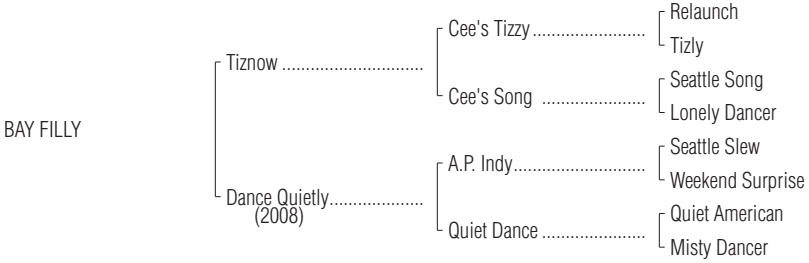 Relaunch
Cee's Tizzy........................
Tizly
Tiznow ..............................
Seattle Song
Cee's Song ......................
Lonely Dancer
BAY FILLY
Seattle Slew
A.P. Indy............................
Weekend Surprise
Dance Quietly....................
(2008)
Quiet American
Quiet Dance ......................
Misty Dancer